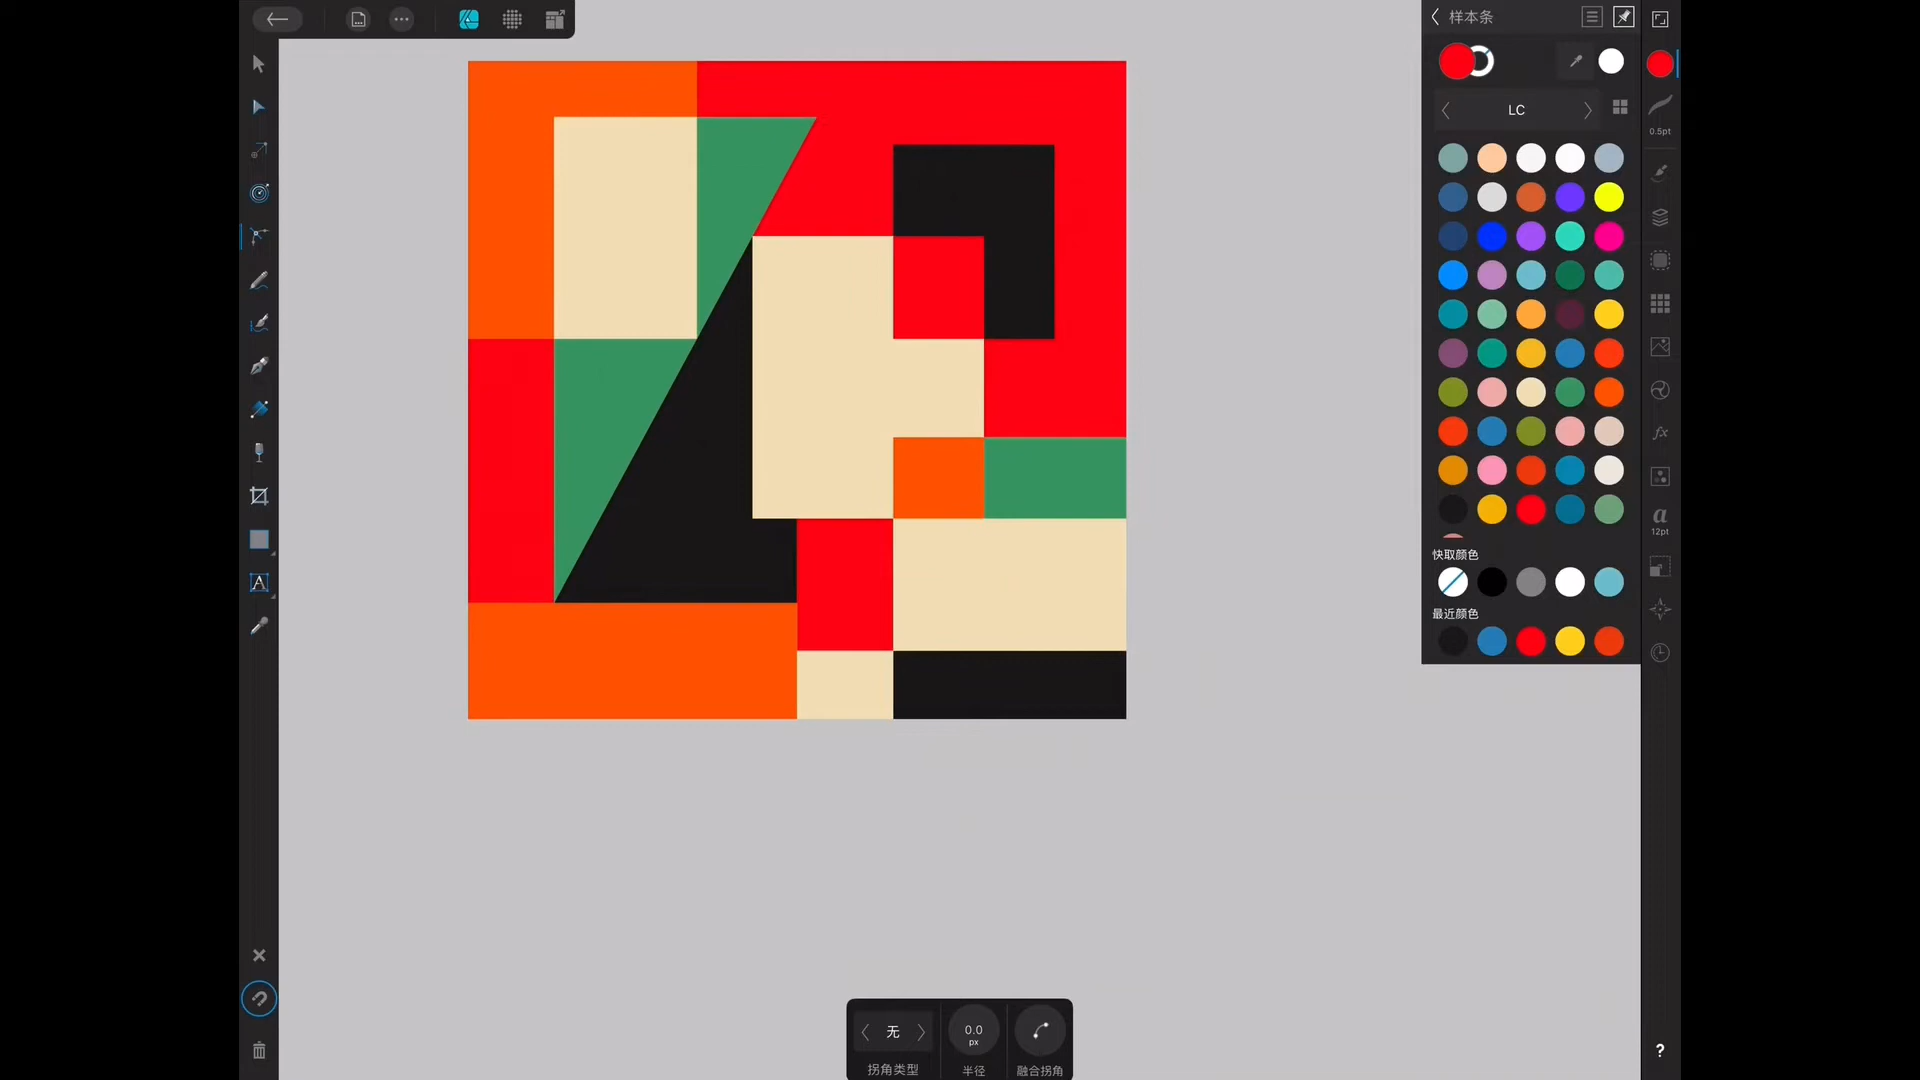 样本条
LC
0.5pt
fx
a
12pt
A
快取颜色
最近颜色
无
0.0
px
拐角类型
半径
融合拐角
?